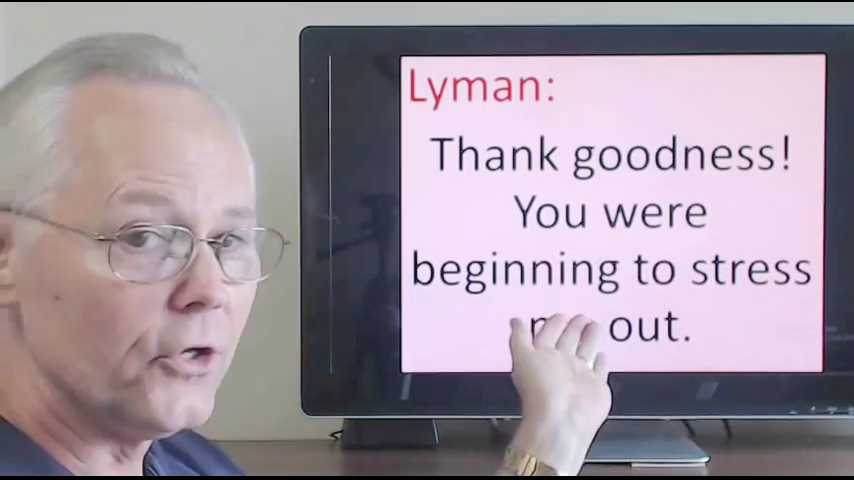 Lyman:
Thank goodness!
You were
beginning to stress
out.